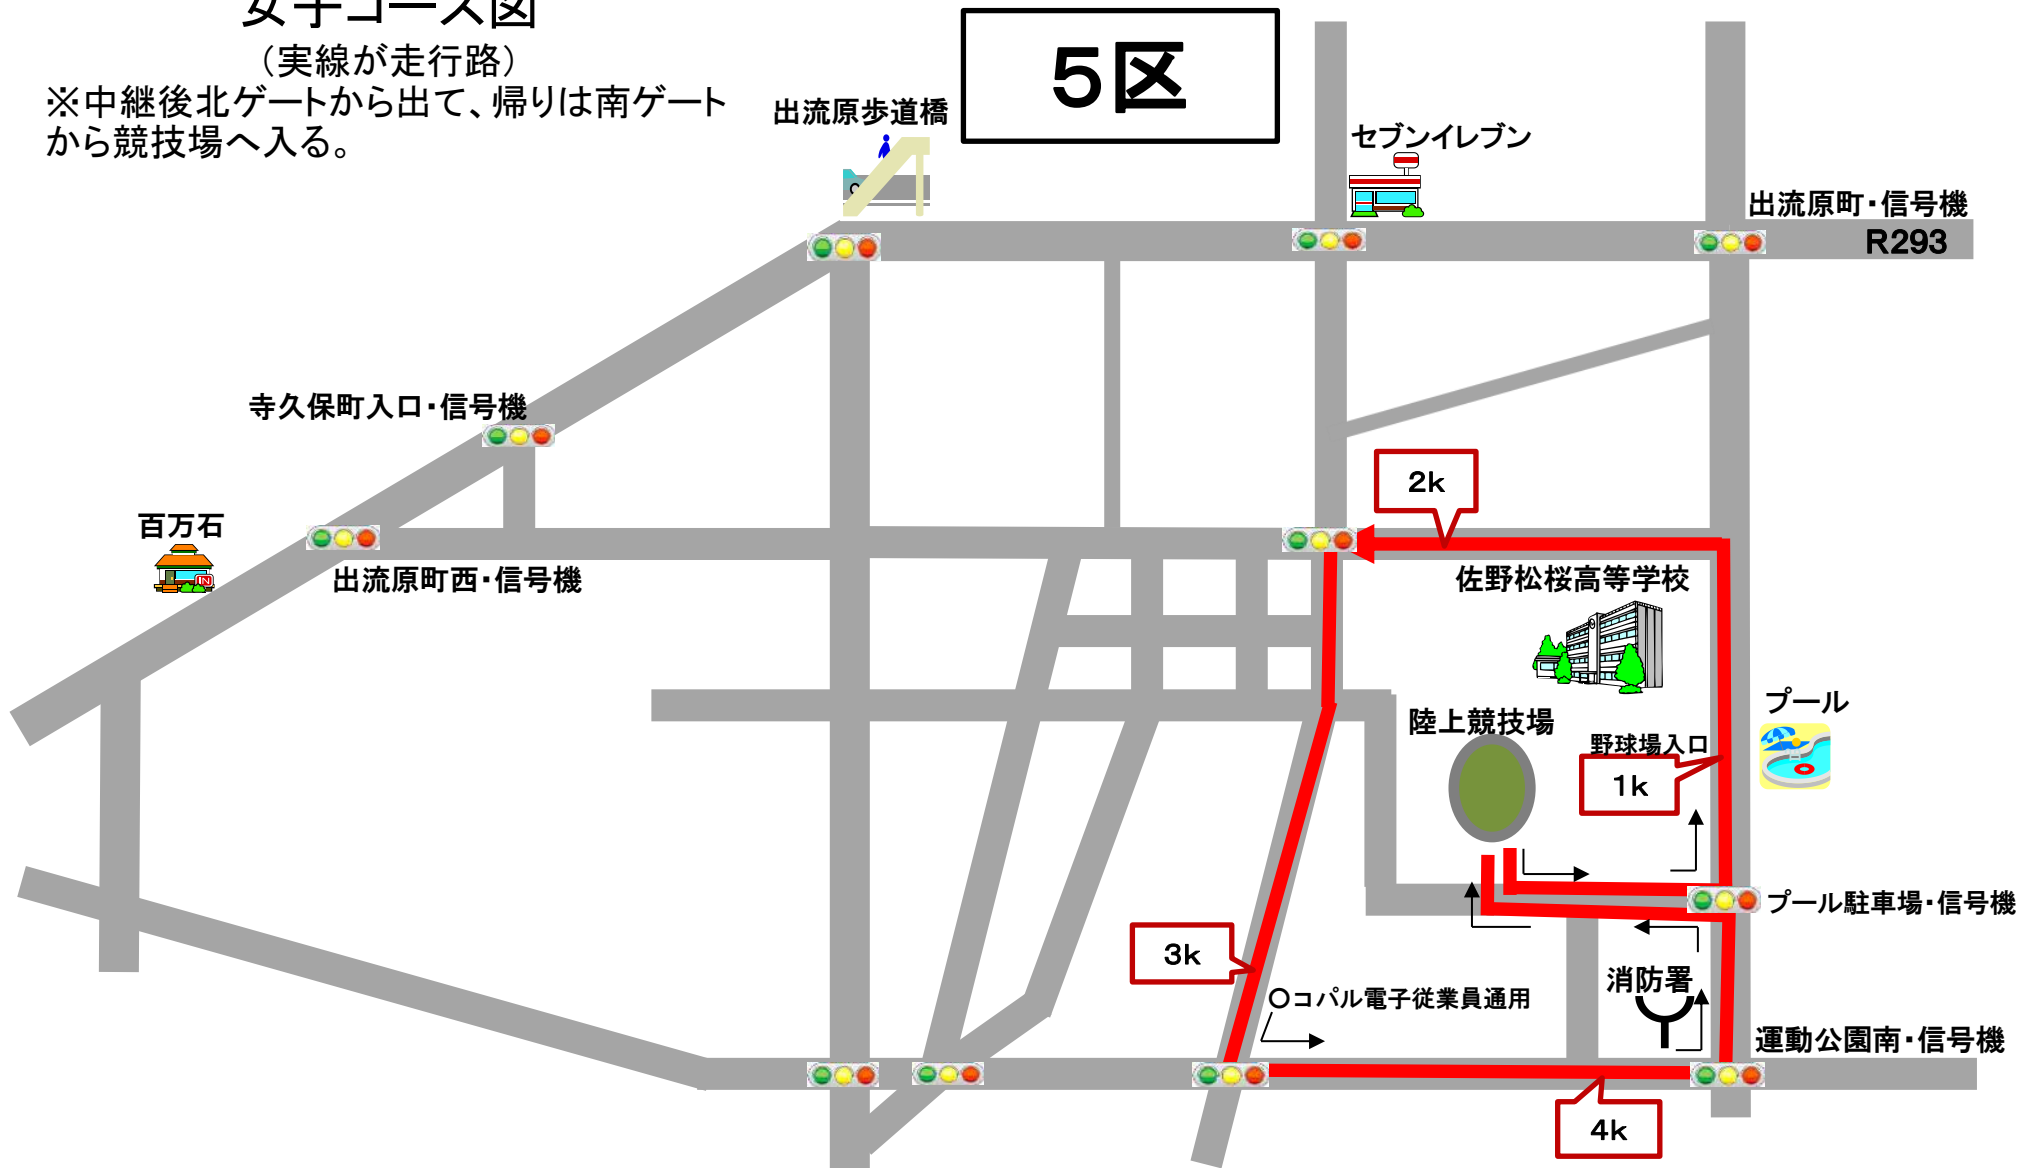 女子コース図
（実線が走行路）
※中継後北ゲートから出て、帰りは南ゲート
から競技場へ入る。
5区
出流原歩道橋
セブンイレブン
出流原町・信号機
R293
寺久保町入口・信号機
2k
百万石
出流原町西・信号機
佐野松桜高等学校
プール
陸上競技場
野球場入口
1k
プール駐車場・信号機
3k
消防署
○コパル電子従業員通用
運動公園南・信号機
4k